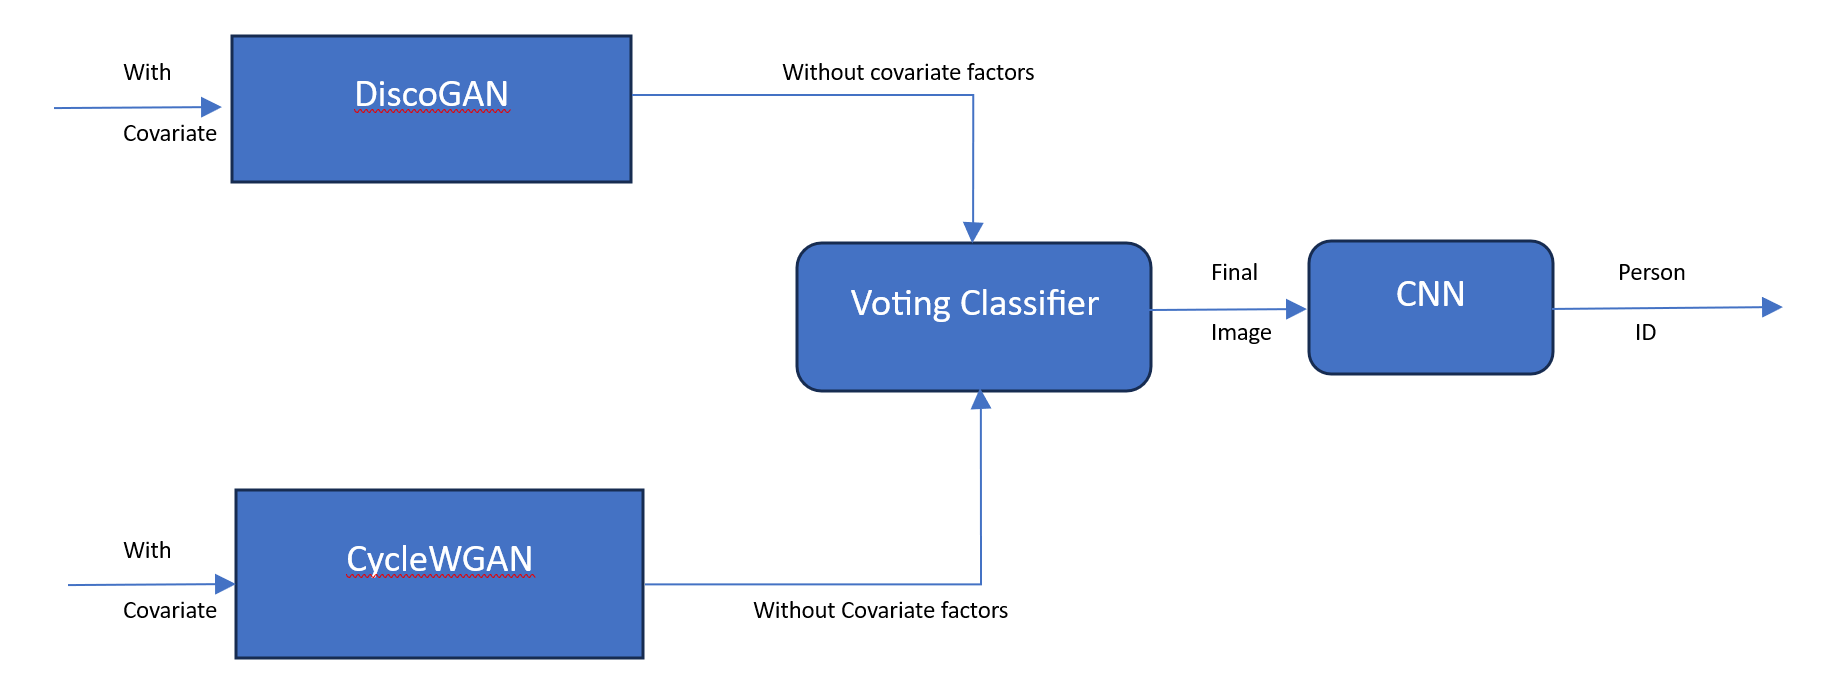 With
Covariate
DiscoGAN
Without covariate factors
Voting Classifier
Final
Image
CNN
Person
ID
With
Covariate
CycleWGAN
Without Covariate factors